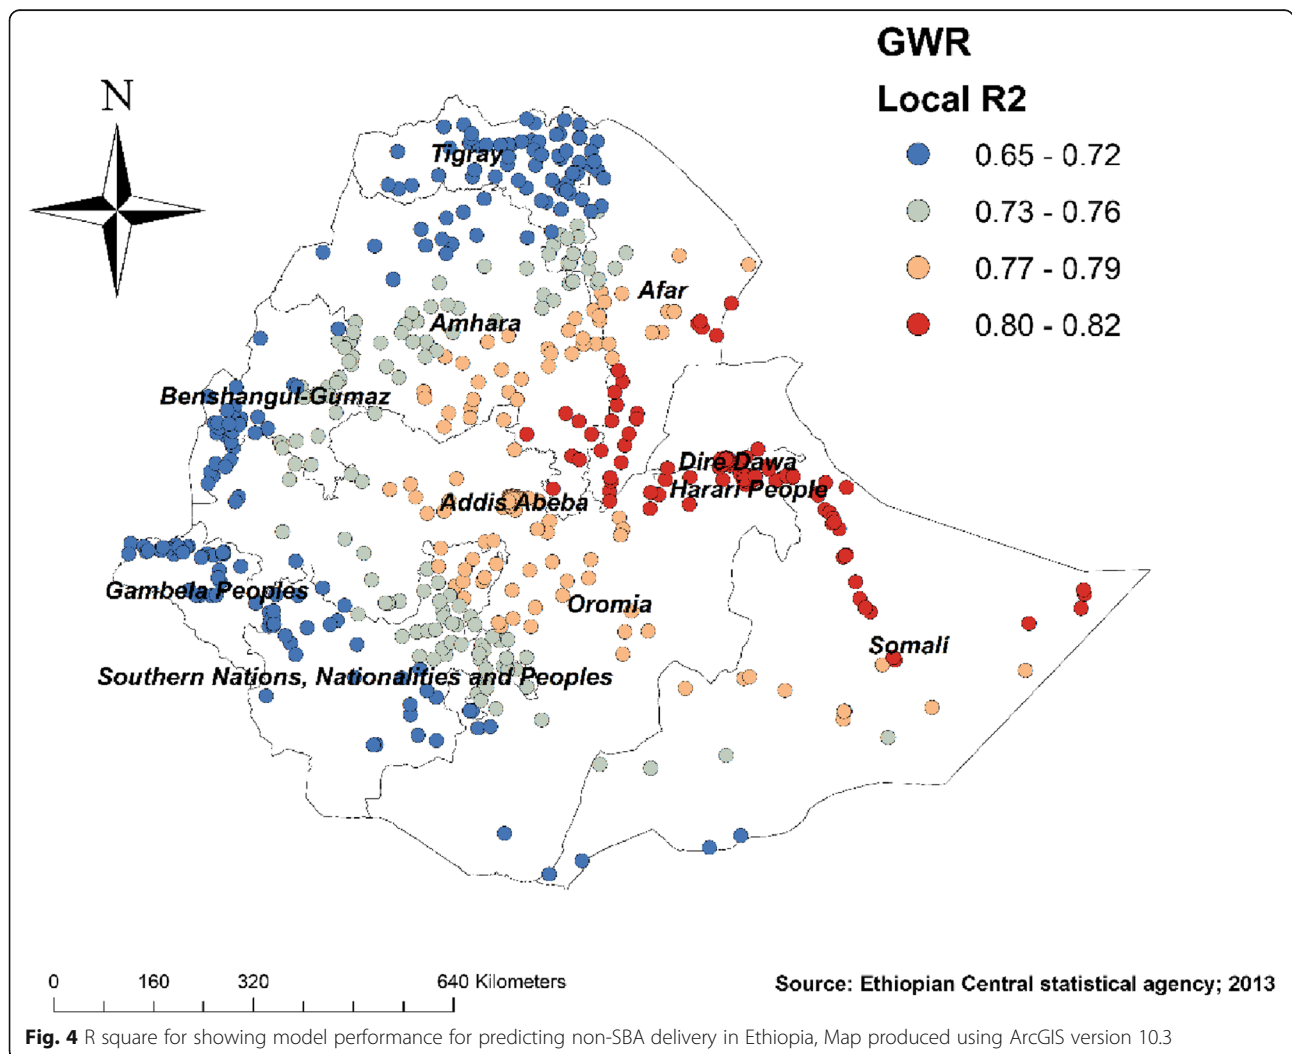 GWR
Local R2
0.65 - 0.72
0.73 - 0.76
0.77 - 0.79
0.80 - 0.82
N
Tigray
Afar
Amhara
Benshangul-Gumaz
Dire Dawa
Harari People
Addis Abeba
Gambela Peoples
Oromia
Somali
Southern Nations, Nationalities and Peoples
0 160 320 640 Kilometers
Source: Ethiopian Central statistical agency; 2013
Fig. 4 R square for showing model performance for predicting non-SBA delivery in Ethiopia, Map produced using ArcGIS version 10.3